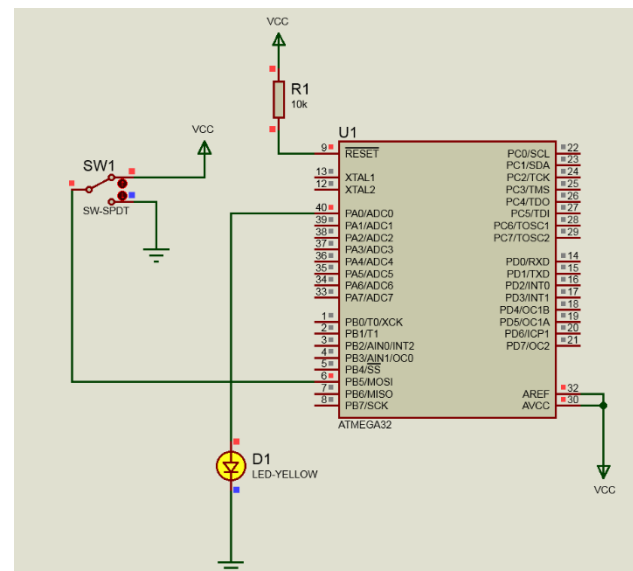 VCC
R1
10k
VCC
SW1
SW-SPDT
U1
9 RESET
13 XTAL1
12 XTAL2
40 PA0/ADC0
39 PA1/ADC1
38 PA2/ADC2
37 PA3/ADC3
36 PA4/ADC4
35 PA5/ADC5
34 PA6/ADC6
33 PA7/ADC7
1 PB0/T0/XCK
2 PB1/T1
3 PB2/AIN0/INT2
4 PB3/AIN1/OC0
5 PB4/SS
6 PB5/MOSI
7 PB6/MISO
8 PB7/SCK
PC0/SCL 22
PC1/SDA 23
PC2/TCK 24
PC3/TMS 25
PC4/TDO 26
PC5/TDI 27
PC6/TOSC1 28
PC7/TOSC2 29
PD0/RXD 14
PD1/TXD 15
PD2/INT0 16
PD3/INT1 17
PD4/OC1B 18
PD5/OC1A 19
PD6/ICP1 20
PD7/OC2 21
AREF 32
AVCC 30
ATMEGA32
VCC
D1
LED-YELLOW